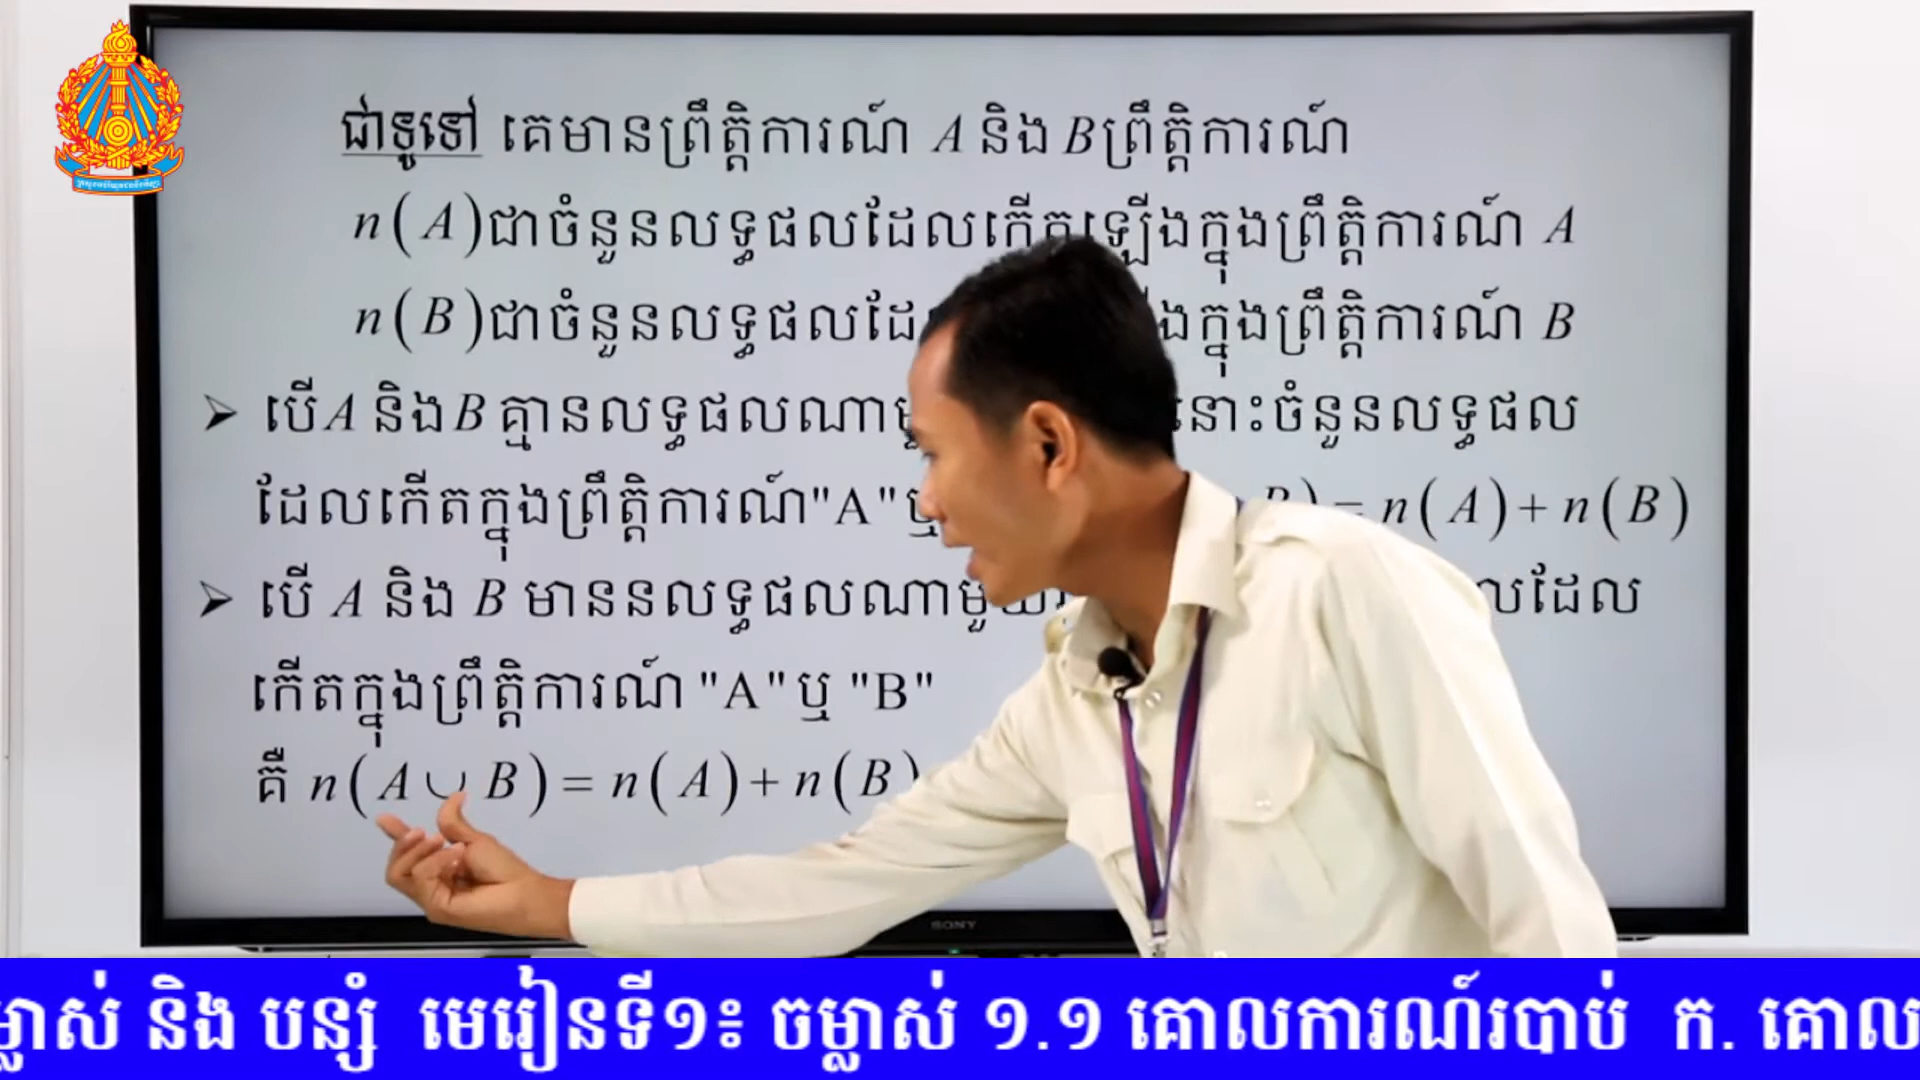 ជាទូទៅ គេមានព្រឹត្តិការណ៍ A និង B ព្រឹត្តិការណ៍
n(A) ជាចំនួនលទ្ធផលដែលកើតឡើងក្នុងព្រឹត្តិការណ៍ A
n(B) ជាចំនួនលទ្ធផលដែ ងក្នុងព្រឹត្តិការណ៍ B
➢ បើ A និង B គ្មានលទ្ធផលណា នោះចំនួនលទ្ធផល
ដែលកើតក្នុងព្រឹត្តិការណ៍ "A" ឬ B) = n(A) + n(B)
➢ បើ A និង B មាននលទ្ធផលណាមួយ លដែល
កើតក្នុងព្រឹត្តិការណ៍ "A" ឬ "B"
គឺ n(A ∪ B) = n(A) + n(B)
SONY
ម្លាស់ និង បន្សំ មេរៀនទី១៖ ចម្លាស់ ១.១ គោលការណ៍របាប់ ក. គោល